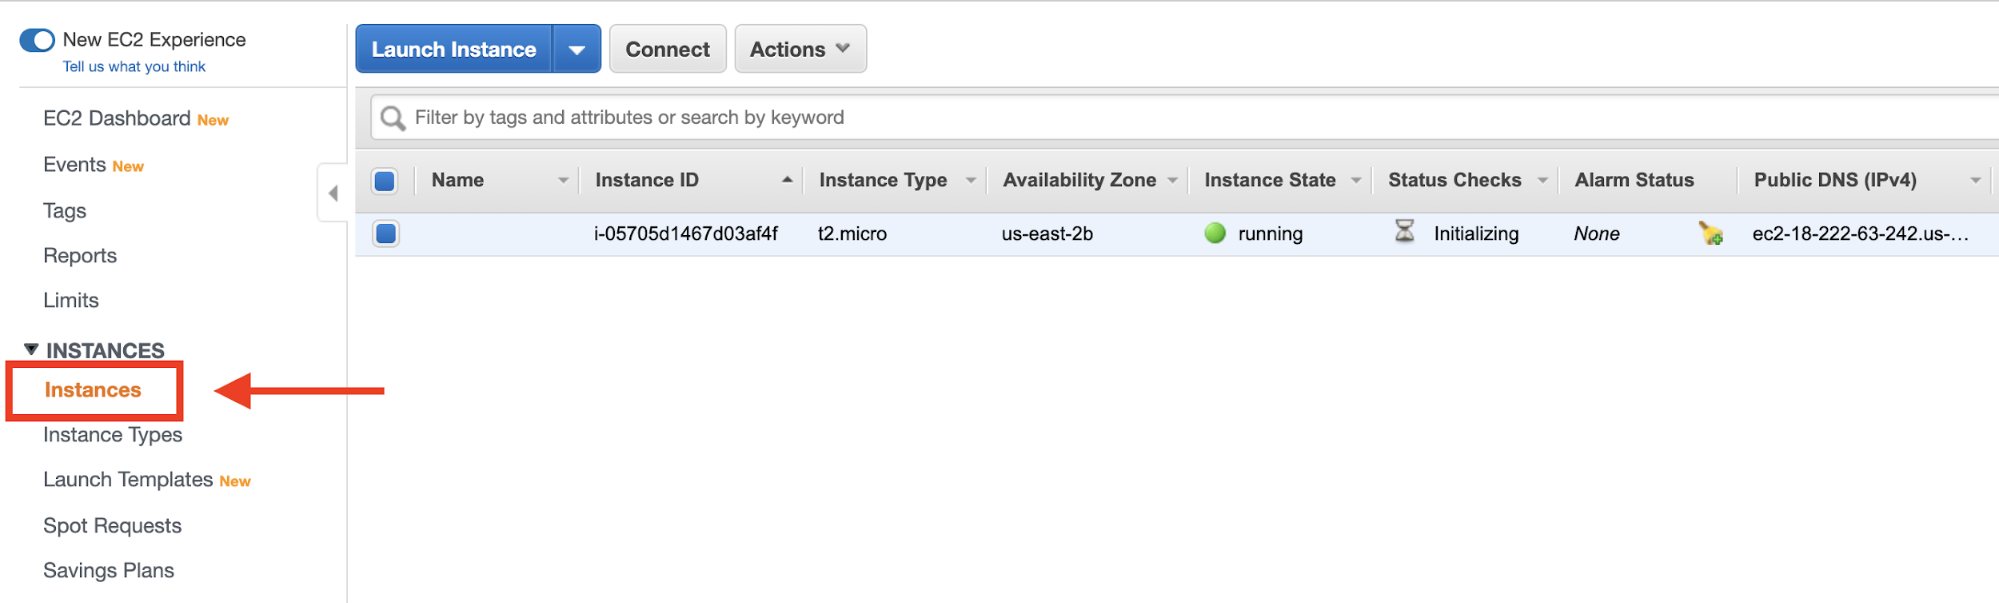 New EC2 Experience
Tell us what you think
EC2 Dashboard New
Events New
Tags
Reports
Limits
INSTANCES
Instances
Instance Types
Launch Templates New
Spot Requests
Savings Plans
Launch Instance Connect Actions
Filter by tags and attributes or search by keyword
Name Instance ID Instance Type Availability Zone Instance State Status Checks Alarm Status Public DNS (IPv4)
i-05705d1467d03af4f t2.micro us-east-2b running Initializing None ec2-18-222-63-242.us-...